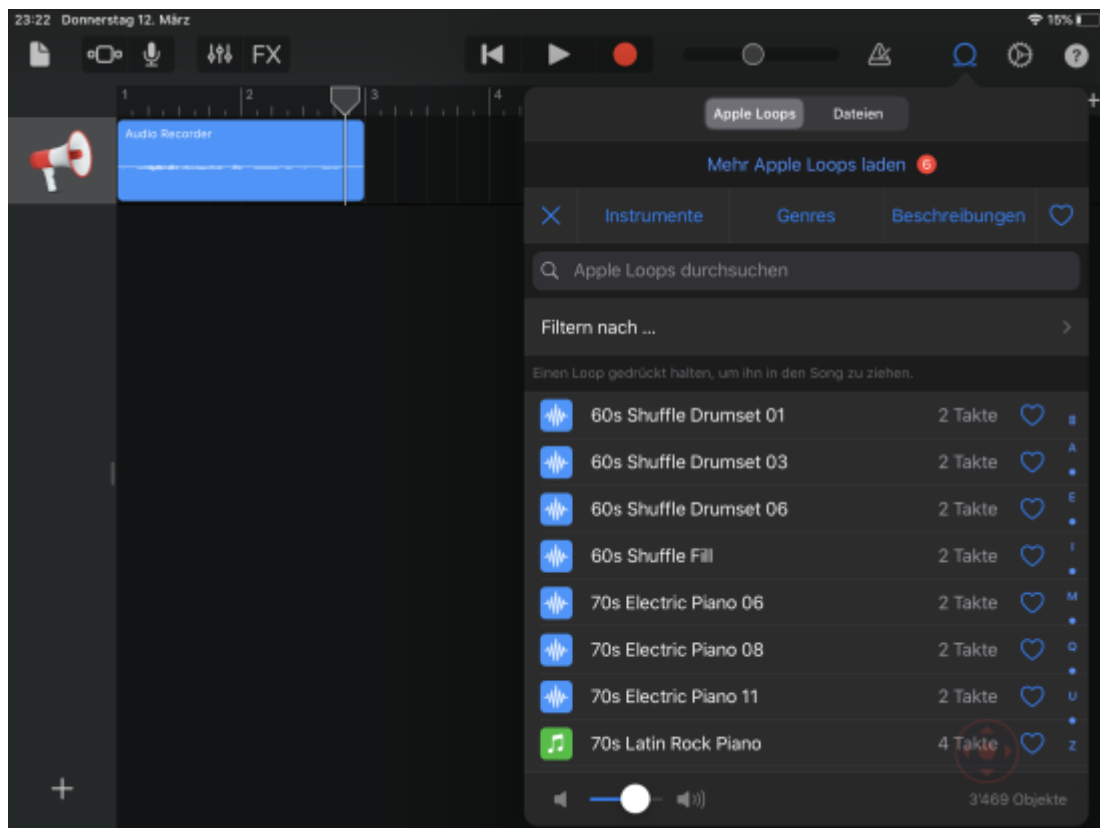 23:22 Donnerstag 12. März
15%
FX
?
1 2 3 4
+
Audio Recorder
Apple Loops Dateien
Mehr Apple Loops laden 6
Instrumente Genres Beschreibungen
Apple Loops durchsuchen
Filtern nach ...
Einen Loop gedrückt halten, um ihn in den Song zu ziehen.
60s Shuffle Drumset 01 2 Takte
#
60s Shuffle Drumset 03 2 Takte
A
60s Shuffle Drumset 06 2 Takte
E
60s Shuffle Fill 2 Takte
I
70s Electric Piano 06 2 Takte
M
70s Electric Piano 08 2 Takte
Q
70s Electric Piano 11 2 Takte
U
70s Latin Rock Piano 4 Takte
Z
+
3'469 Objekte